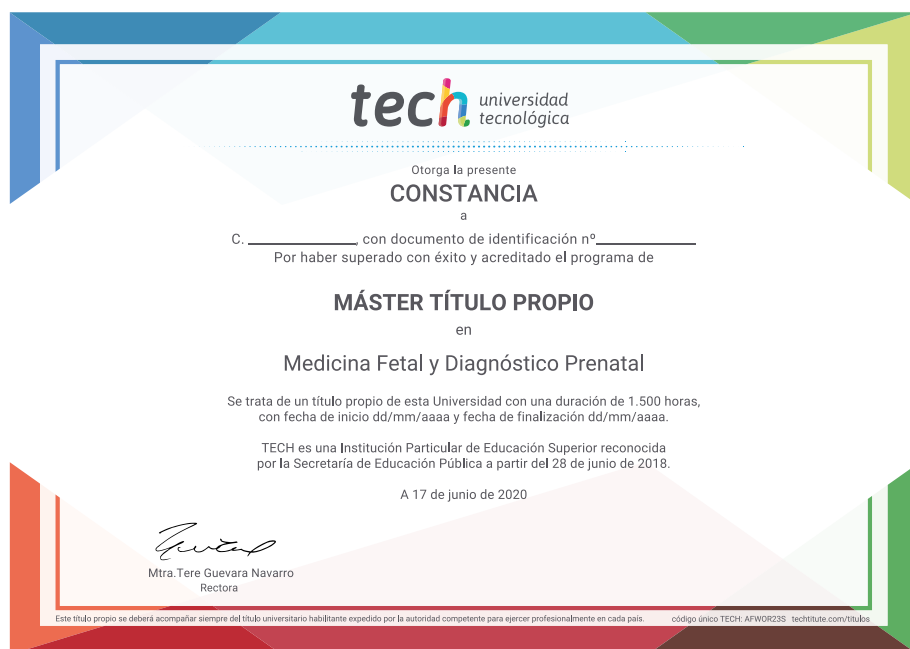 tech universidad
tecnológica
Otorga la presente
CONSTANCIA
a
C. ____________, con documento de identificación nº____________
Por haber superado con éxito y acreditado el programa de
MÁSTER TÍTULO PROPIO
en
Medicina Fetal y Diagnóstico Prenatal
Se trata de un título propio de esta Universidad con una duración de 1.500 horas,
con fecha de inicio dd/mm/aaaa y fecha de finalización dd/mm/aaaa.
TECH es una Institución Particular de Educación Superior reconocida
por la Secretaría de Educación Pública a partir del 28 de junio de 2018.
A 17 de junio de 2020
Mtra.Tere Guevara Navarro
Rectora
Este título propio se deberá acompañar siempre del título universitario habilitante expedido por la autoridad competente para ejercer profesionalmente en cada país. código único TECH: AFWOR23S techtitute.com/titulos